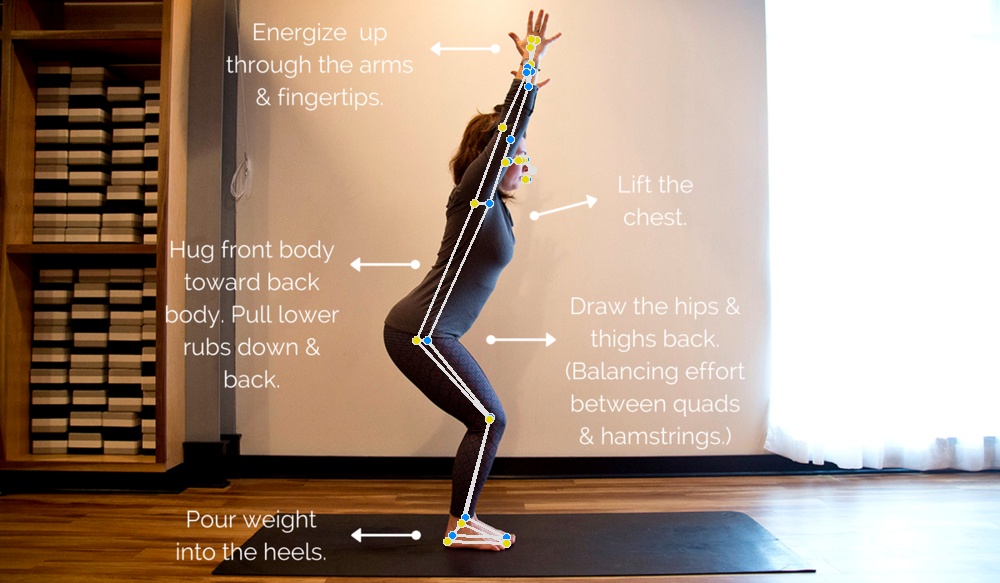 Energize up
through the arms
& fingertips.
Lift the
chest.
Hug front body
toward back
body. Pull lower
rubs down &
back.
Draw the hips &
thighs back.
(Balancing effort
between quads
& hamstrings.)
Pour weight
into the heels.